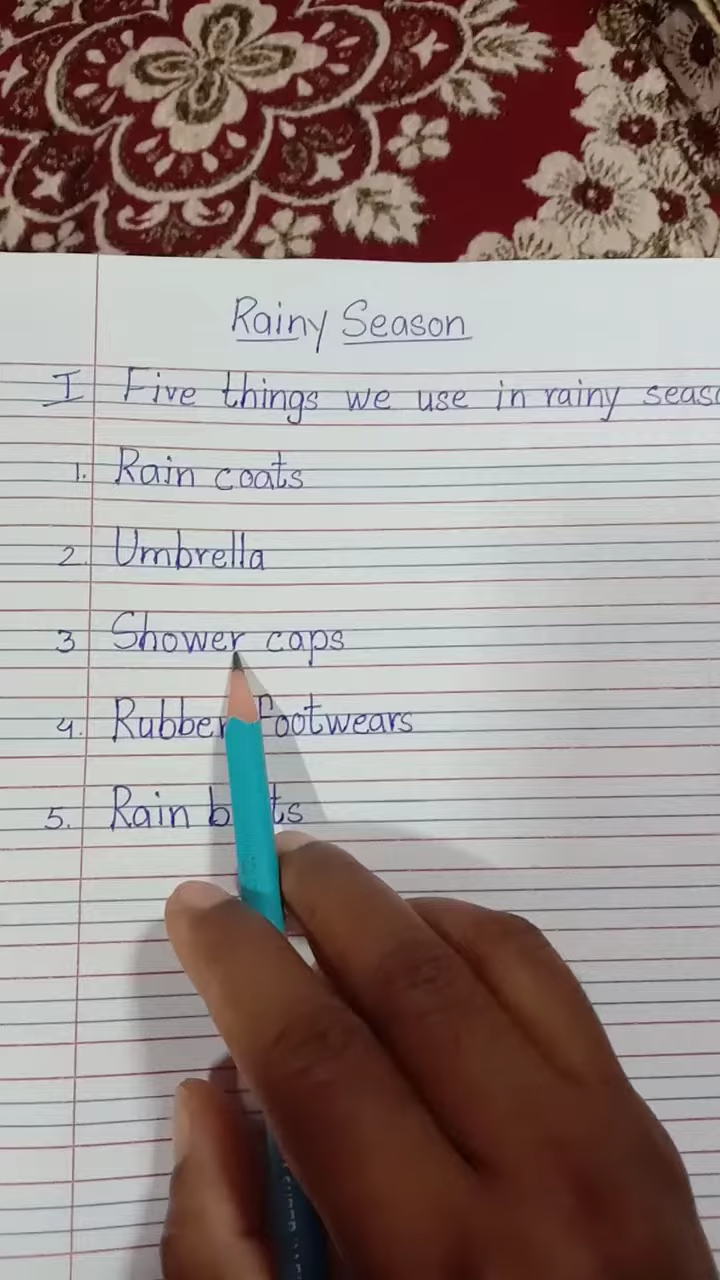 Rainy Season
I Five things we use in rainy
1. Rain coats
2. Umbrella
3 Shower caps
4. Rubber footwears
5. Rain